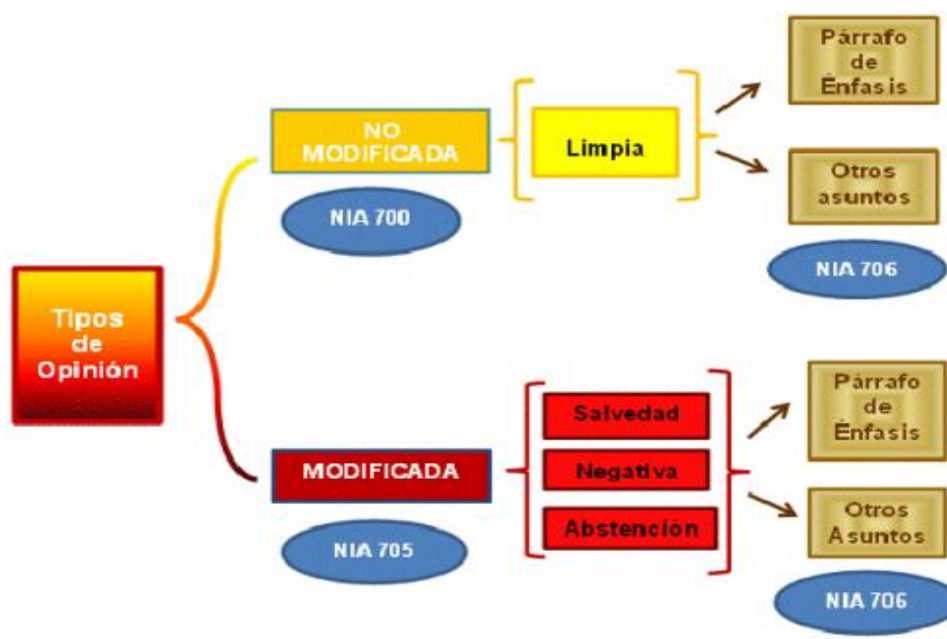 Tipos
de
Opinión
NO
MODIFICADA
NIA 700
Limpia
Párrafo
de
Énfasis
Otros
asuntos
NIA 706
MODIFICADA
NIA 705
Salvedad
Negativa
Abstención
Párrafo
de
Énfasis
Otros
Asuntos
NIA 706